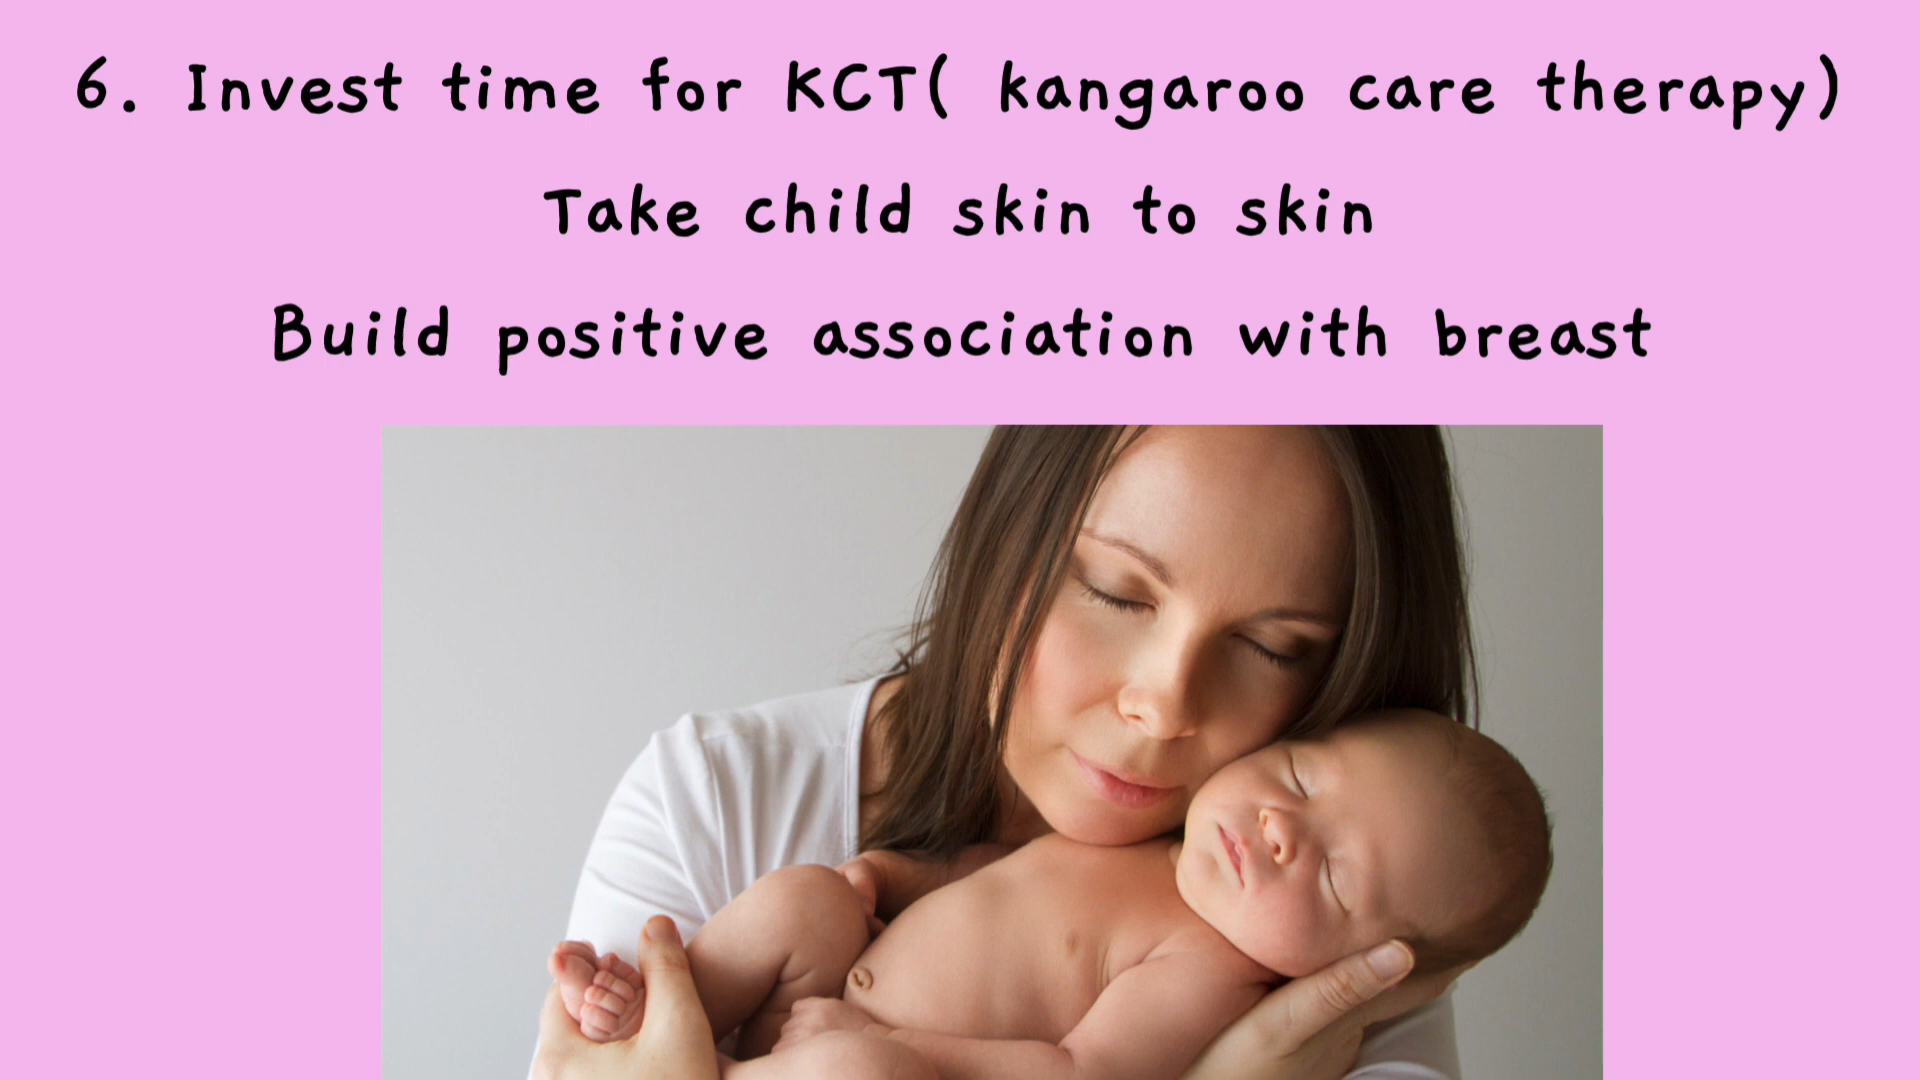 6. Invest time for KCT( kangaroo care therapy)
Take child skin to skin
Build positive association with breast